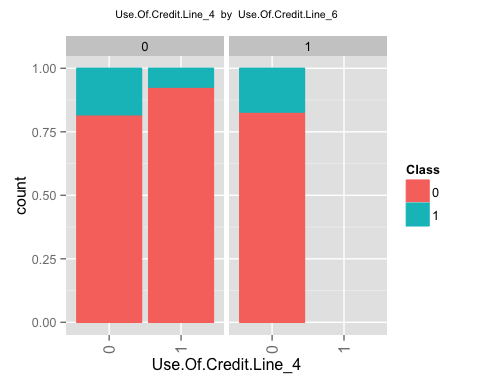 Use.Of.Credit.Line_4 by Use.Of.Credit.Line_6
0 1
1.00
0.75
0.50
0.25
0.00
count
0 1 0 1
Use.Of.Credit.Line_4
Class
0
1